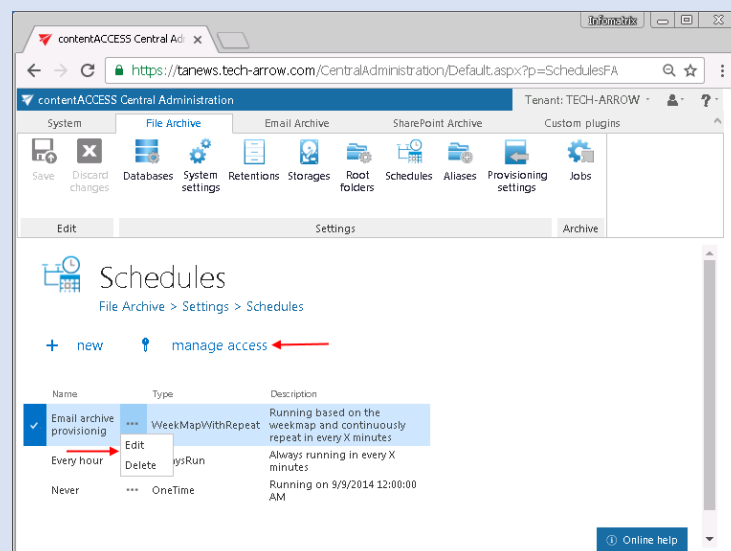 Infometrix
contentACCESS Central Adr
https://tanews.tech-arrow.com/CentralAdministration/Default.aspx?p=SchedulesFA
contentACCESS Central Administration
Tenant: TECH-ARROW
?
System File Archive Email Archive SharePoint Archive Custom plugins
Save Discard changes Databases System settings Retentions Storages Root folders Schedules Aliases Provisioning settings Jobs
Edit Settings Archive
Schedules
File Archive > Settings > Schedules
+ new manage access
Name Type Description
Email archive provisionig ... WeekMapWithRepeat Running based on the weekmap and continuously repeat in every X minutes
Edit
Delete
Every hour ysRun Always running in every X minutes
Never ... OneTime Running on 9/9/2014 12:00:00 AM
Online help